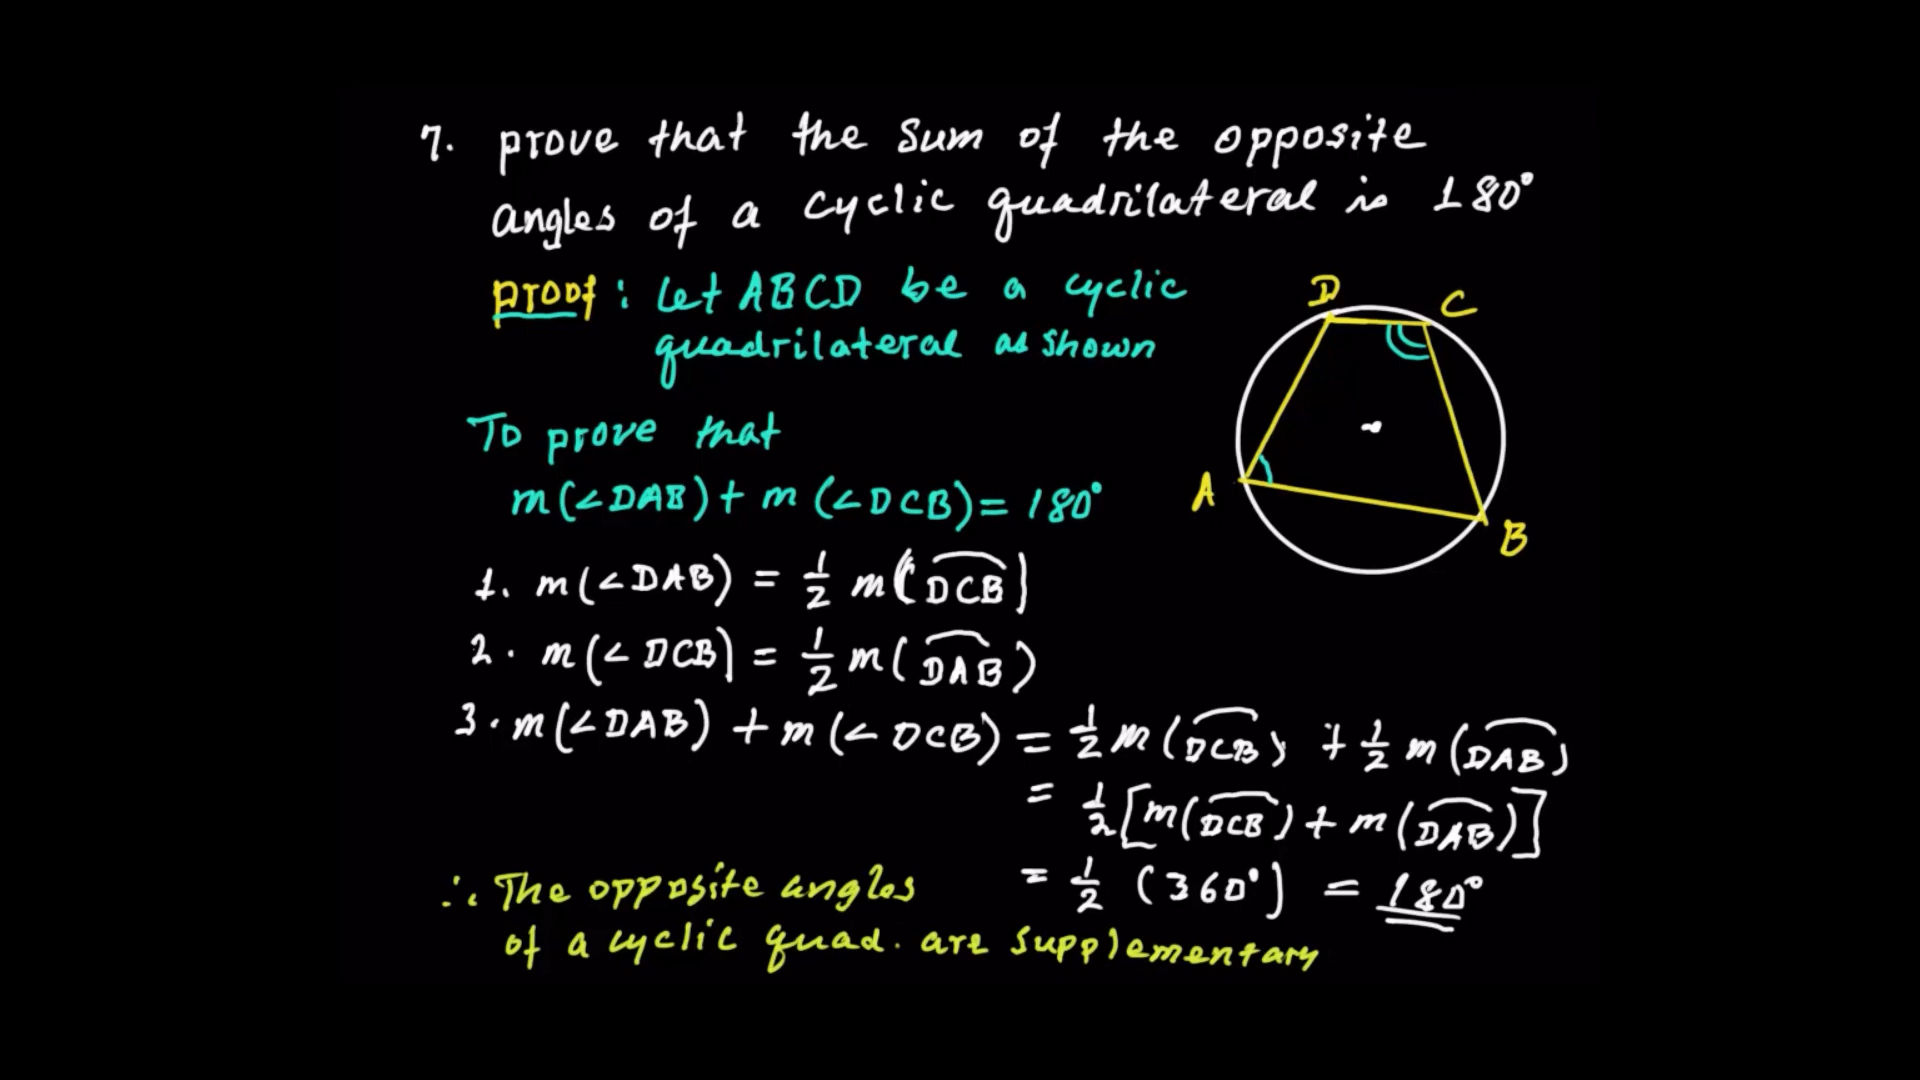 7. prove that the sum of the opposite
angles of a cyclic quadrilateral is 180°
proof : Let ABCD be a cyclic
quadrilateral as shown
D C
To prove that
m(∠DAB) + m(∠DCB) = 180°
A
B
1. m(∠DAB) = 1/2 m(⌒DCB)
2. m(∠DCB) = 1/2 m(⌒DAB)
3. m(∠DAB) + m(∠DCB) = 1/2 m(⌒DCB) + 1/2 m(⌒DAB)
= 1/2 [m(⌒DCB) + m(⌒DAB)]
= 1/2 (360°) = 180°
∴ The opposite angles
of a cyclic quad. are supplementary